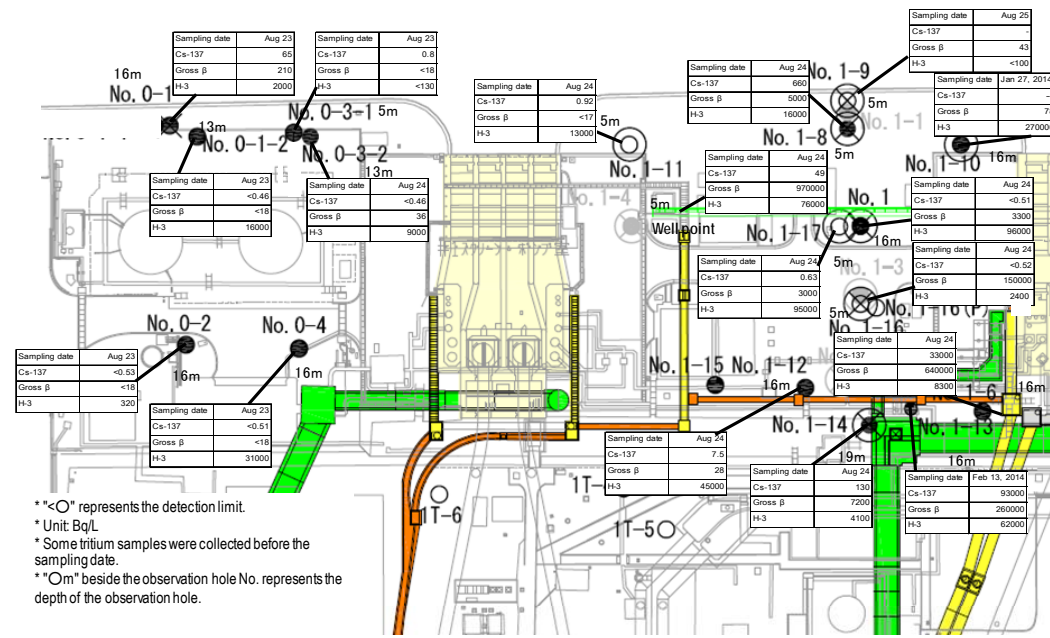 Sampling date Aug 23
Cs-137 65
Gross β 210
H-3 2000
Sampling date Aug 23
Cs-137 0.8
Gross β <18
H-3 <130
Sampling date Aug 24
Cs-137 0.92
Gross β <17
H-3 13000
Sampling date Aug 24
Cs-137 660
Gross β 5000
H-3 16000
Sampling date Aug 25
Cs-137 -
Gross β 43
H-3 <100
Sampling date Jan 27, 2014
Cs-137 -
Gross β
H-3 270000
16m
No. 0-1
13m
No. 0-1-2
No. 0-3-1 5m
No. 0-3-2
13m
5m
No. 1-11
No. 1-9
5m
No. 1-1
No. 1-8
5m
No. 1-10
16m
Sampling date Aug 23
Cs-137 <0.46
Gross β <18
H-3 16000
Sampling date Aug 24
Cs-137 <0.46
Gross β 36
H-3 9000
Sampling date Aug 24
Cs-137 49
Gross β 970000
H-3 76000
Sampling date Aug 24
Cs-137 <0.51
Gross β 3300
H-3 96000
No. 1-4
5m
Well point
No. 1-17
No. 1
16m
5m
No. 1-3
Sampling date Aug 24
Cs-137 0.63
Gross β 3000
H-3 95000
Sampling date Aug 24
Cs-137 <0.52
Gross β 150000
H-3 2400
5m
No. 1-16(P)
No. 1-16
Sampling date Aug 24
Cs-137 33000
Gross β 640000
H-3 8300
No. 0-2
16m
No. 0-4
16m
No. 1-15
No. 1-12
16m
No. 1-6
16m
Sampling date Aug 23
Cs-137 <0.53
Gross β <18
H-3 320
Sampling date Aug 23
Cs-137 <0.51
Gross β <18
H-3 31000
No. 1-14
19m
No. 1-13
16m
Sampling date Aug 24
Cs-137 7.5
Gross β 28
H-3 45000
Sampling date Aug 24
Cs-137 130
Gross β 7200
H-3 4100
Sampling date Feb 13, 2014
Cs-137 93000
Gross β 260000
H-3 62000
1T-6
1T-5
* "<○" represents the detection limit.
* Unit: Bq/L
* Some tritium samples were collected before the
sampling date.
* "○m" beside the observation hole No. represents the
depth of the observation hole.